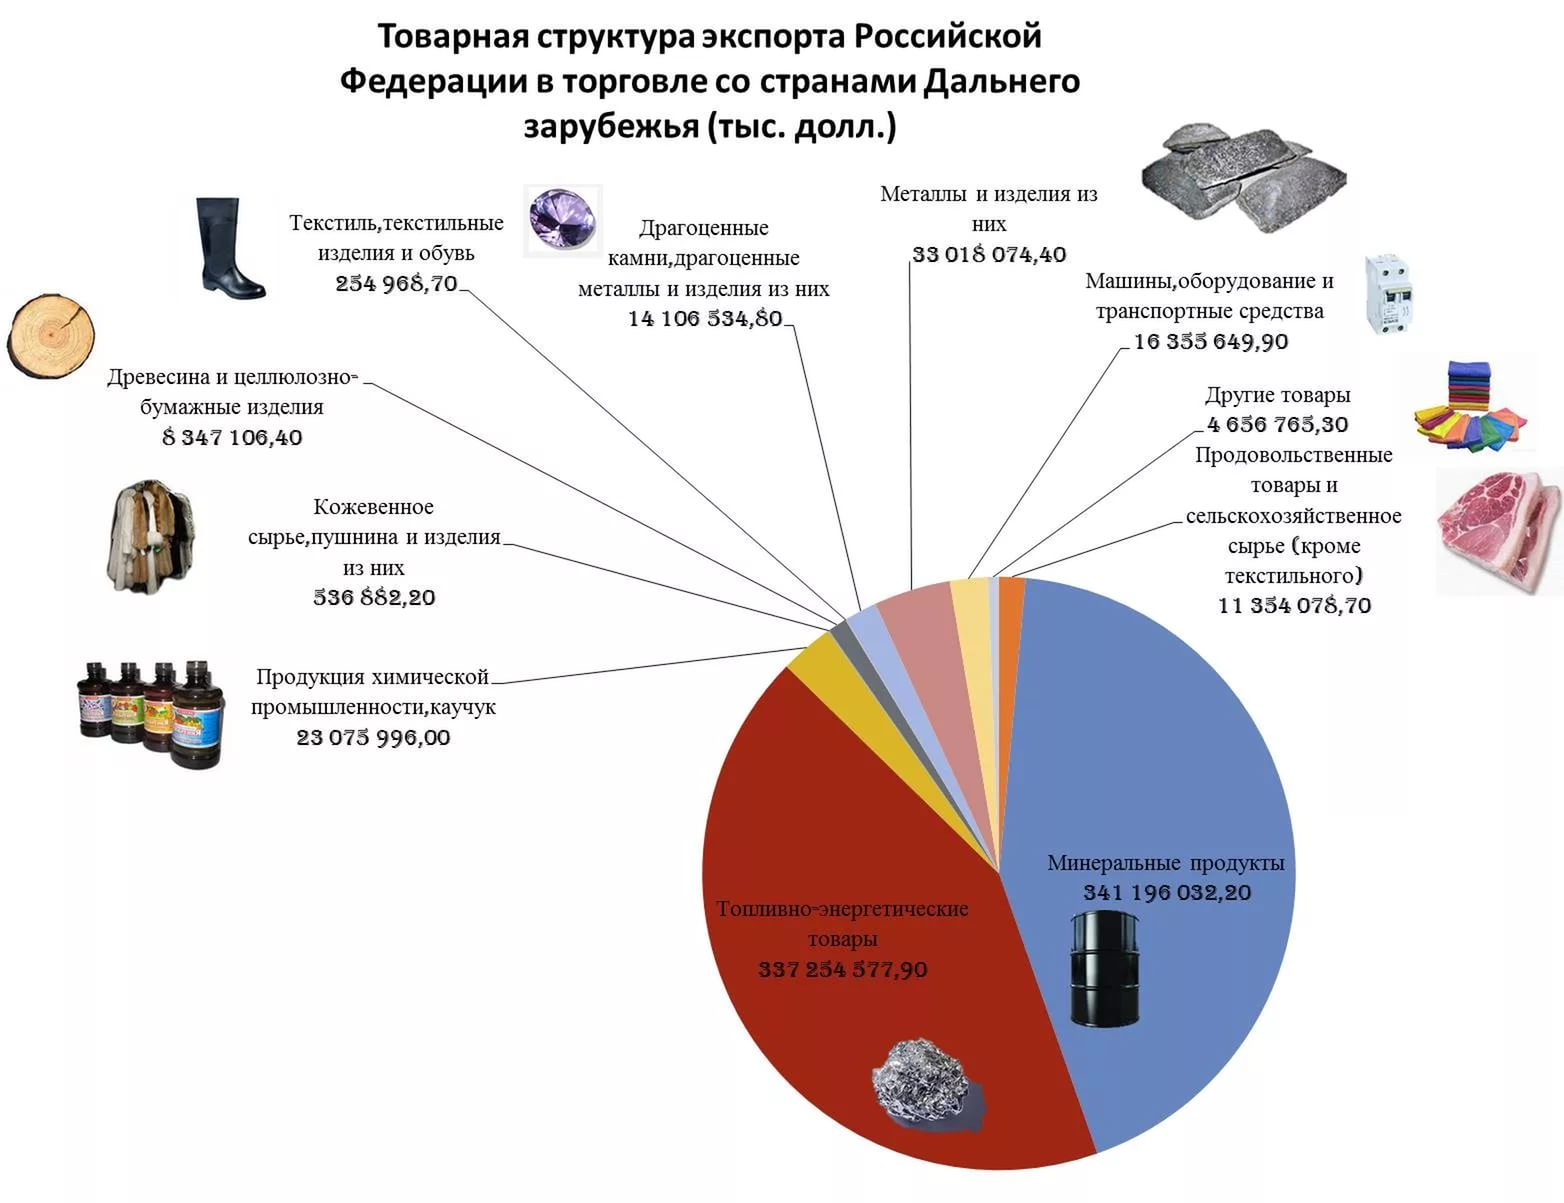 Товарная структура экспорта Российской
Федерации в торговле со странами Дальнего
зарубежья (тыс. долл.)
Текстиль,текстильные
изделия и обувь
254 968,70
Драгоценные
камни,драгоценные
металлы и изделия из них
14 106 534,80
Металлы и изделия из
них
33 018 074,40
Машины,оборудование и
транспортные средства
16 355 649,90
Другие товары
4 656 765,30
Продовольственные
товары и
сельскохозяйственное
сырье (кроме
текстильного)
11 354 078,70
Древесина и целлюлозно-
бумажные изделия
8 347 106,40
Кожевенное
сырье,пушнина и изделия
из них
536 882,20
Продукция химической
промышленности,каучук
23 075 996,00
Минеральные продукты
341 196 032,20
Топливно-энергетические
товары
337 254 577,90